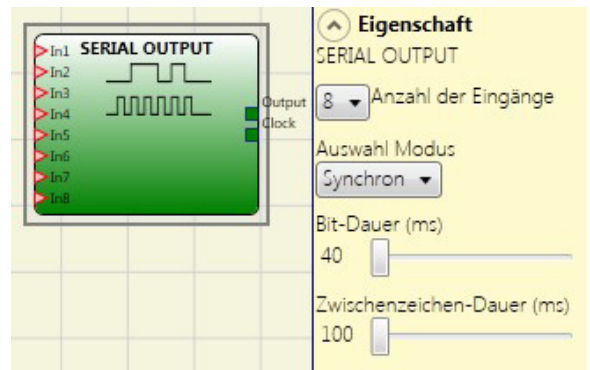 SERIAL OUTPUT
In1
In2
In3
In4
In5
In6
In7
In8
Output
Clock
Eigenschaft
SERIAL OUTPUT
8 Anzahl der Eingänge
Auswahl Modus
Synchron
Bit-Dauer (ms)
40
Zwischenzeichen-Dauer (ms)
100